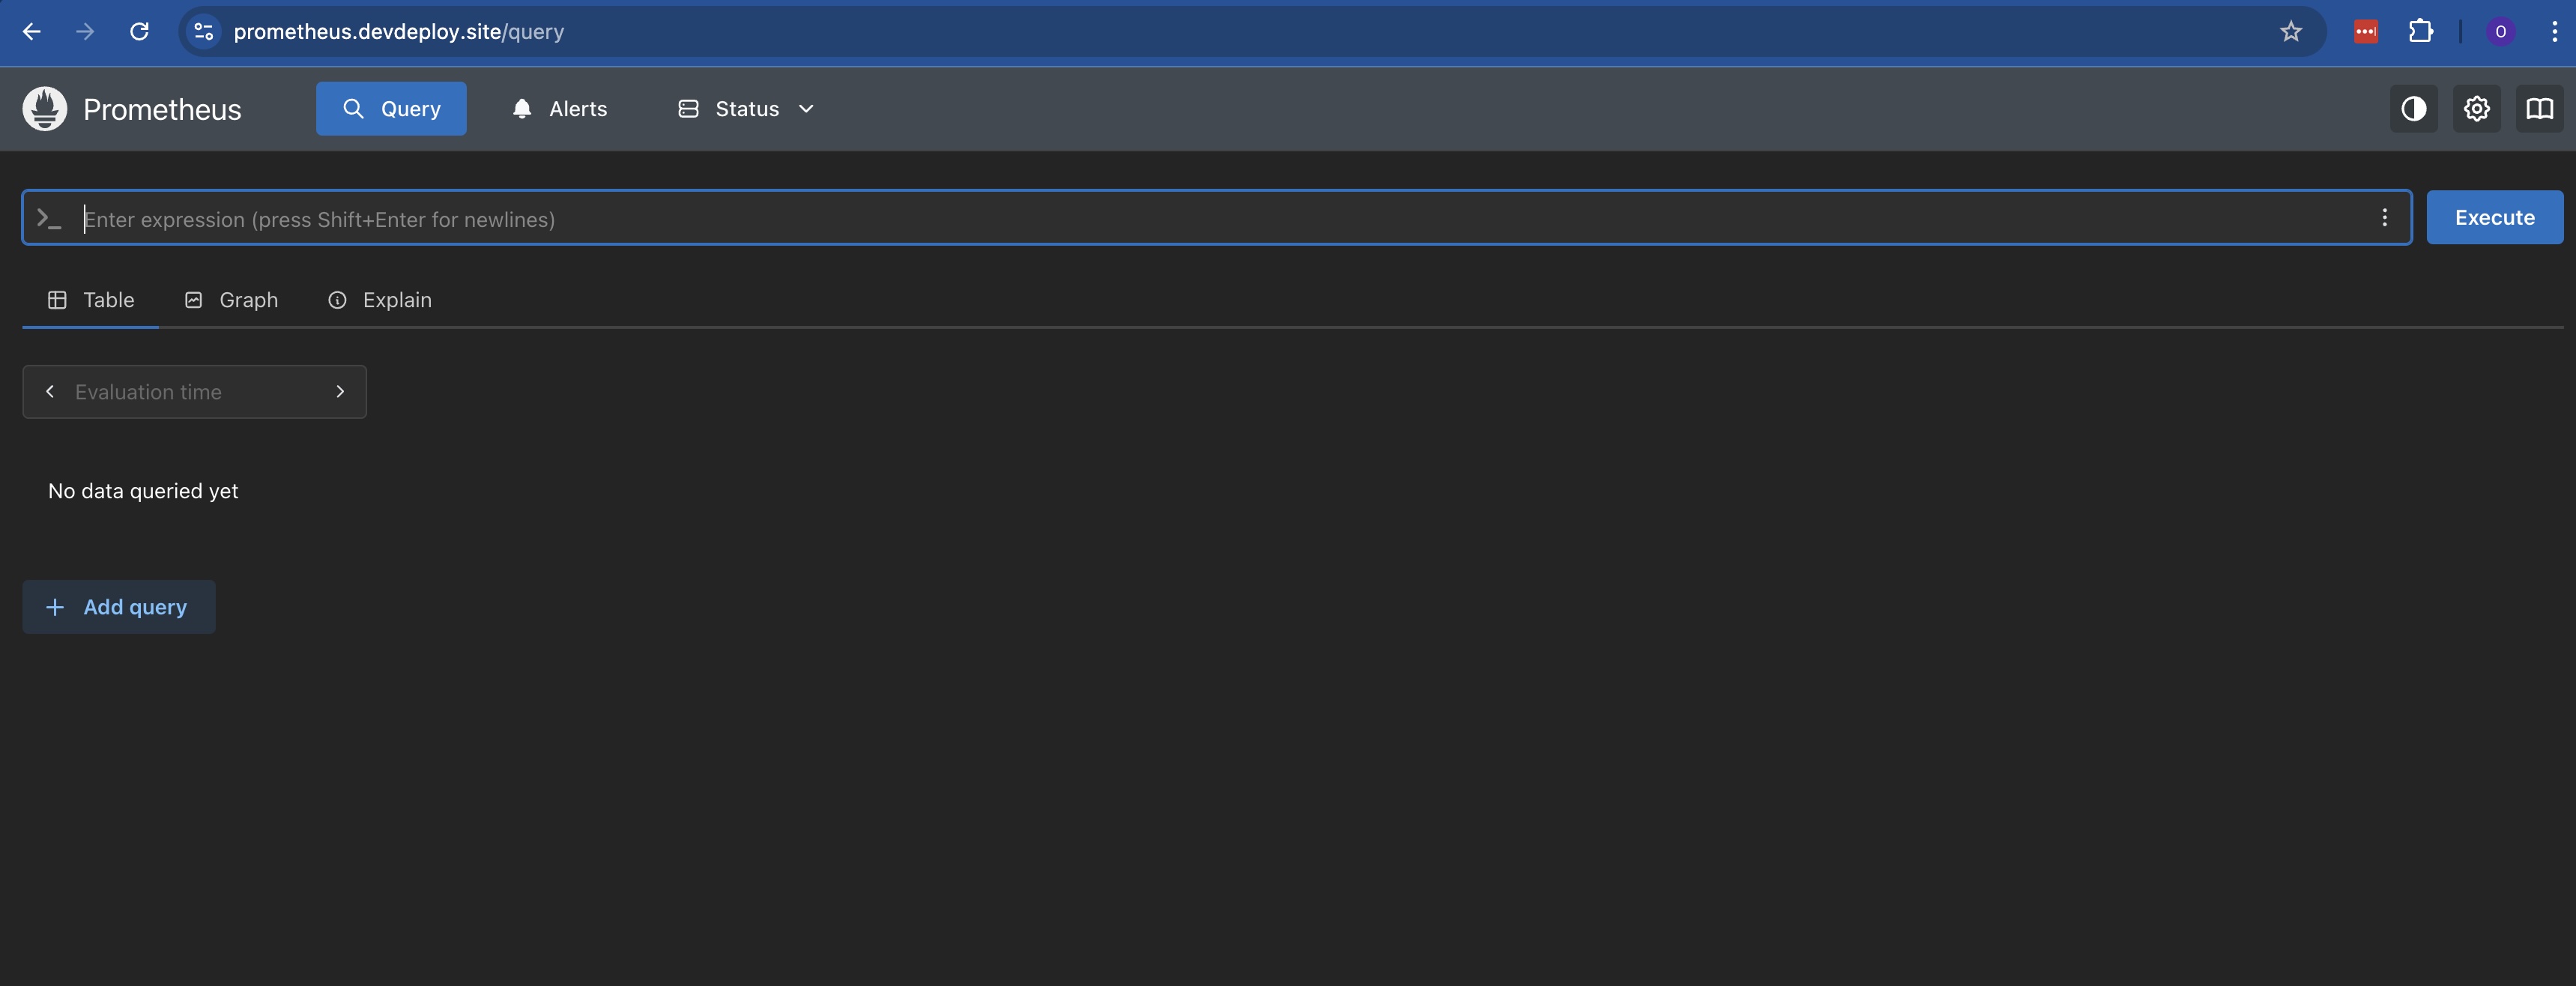 prometheus.devdeploy.site/query
O
Prometheus
Query
Alerts
Status
Enter expression (press Shift+Enter for newlines)
Execute
Table
Graph
Explain
Evaluation time
No data queried yet
Add query